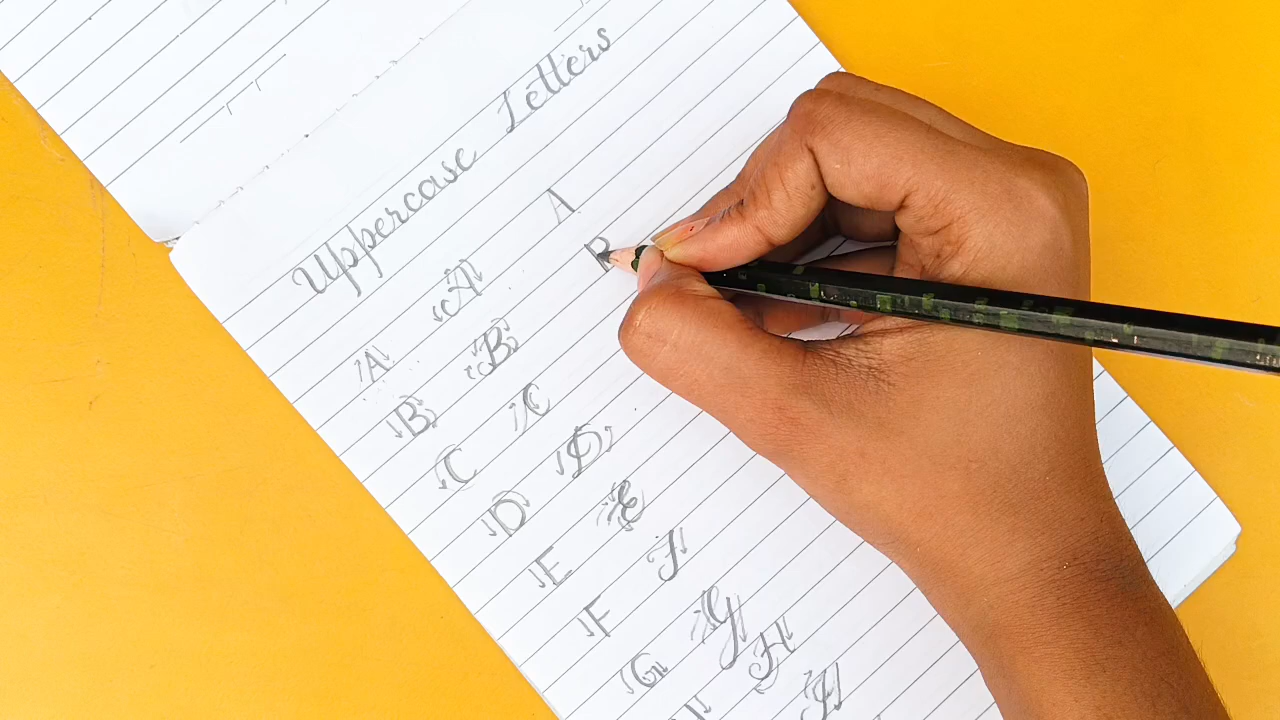 Uppercase Letters
A A A
B B B
C C
D D
E E
F F
G G
H H